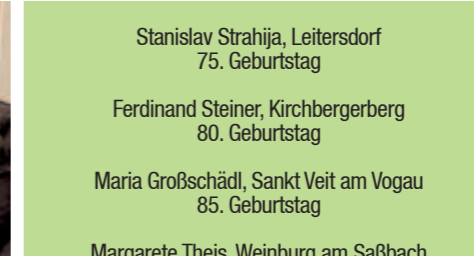 Stanislav Strahija, Leitersdorf
75. Geburtstag
Ferdinand Steiner, Kirchbergerberg
80. Geburtstag
Maria Großschädl, Sankt Veit am Vogau
85. Geburtstag
Margarete Theis, Weinburg am Saßbach